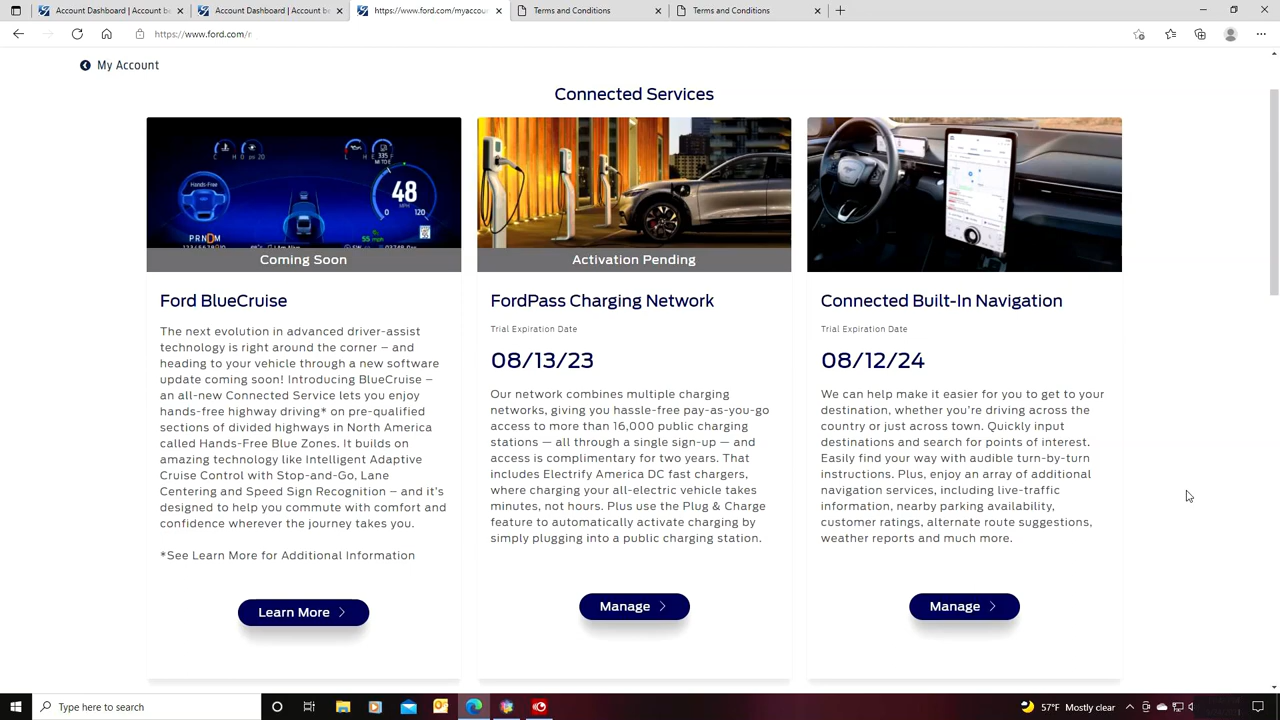 Account Dashboard | Account be
Account Dashboard | Account be
https://www.ford.com/myaccou
Terms and Conditions
Terms and Conditions
https://www.ford.com/
My Account
Connected Services
Hands-Free
48
MPH
0
120
335
PRNDM
Coming Soon
Activation Pending
Ford BlueCruise
The next evolution in advanced driver-assist
technology is right around the corner – and
heading to your vehicle through a new software
update coming soon! Introducing BlueCruise –
an all-new Connected Service lets you enjoy
hands-free highway driving* on pre-qualified
sections of divided highways in North America
called Hands-Free Blue Zones. It builds on
amazing technology like Intelligent Adaptive
Cruise Control with Stop-and-Go, Lane
Centering and Speed Sign Recognition – and it's
designed to help you commute with comfort and
confidence wherever the journey takes you.
*See Learn More for Additional Information
Learn More
FordPass Charging Network
Trial Expiration Date
08/13/23
Our network combines multiple charging
networks, giving you hassle-free pay-as-you-go
access to more than 16,000 public charging
stations — all through a single sign-up — and
access is complimentary for two years. That
includes Electrify America DC fast chargers,
where charging your all-electric vehicle takes
minutes, not hours. Plus use the Plug & Charge
feature to automatically activate charging by
simply plugging into a public charging station.
Manage
Connected Built-In Navigation
Trial Expiration Date
08/12/24
We can help make it easier for you to get to your
destination, whether you're driving across the
country or just across town. Quickly input
destinations and search for points of interest.
Easily find your way with audible turn-by-turn
instructions. Plus, enjoy an array of additional
navigation services, including live-traffic
information, nearby parking availability,
customer ratings, alternate route suggestions,
weather reports and much more.
Manage
Type here to search
57°F Mostly clear